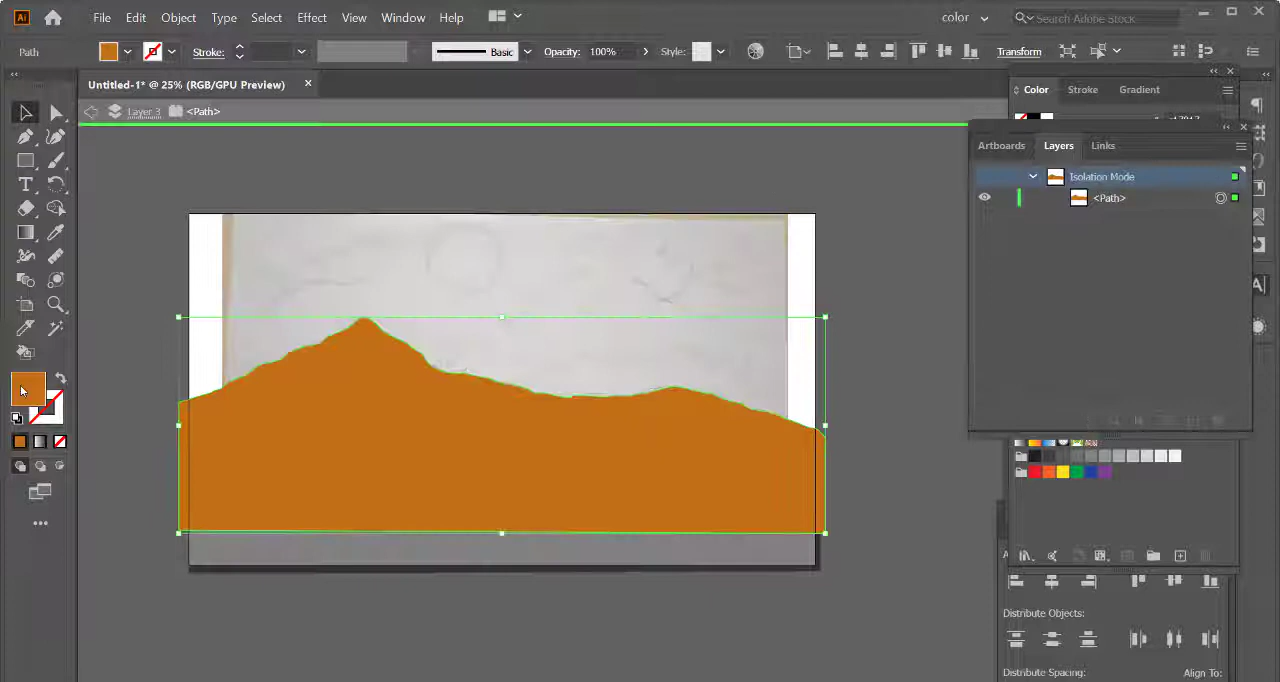 Ai File Edit Object Type Select Effect View Window Help color Search Adobe Stock
Path Stroke: Basic Opacity: 100% Style: Transform
Untitled-1* @ 25% (RGB/GPU Preview)
Layer 3 <Path>
Color Stroke Gradient
Artboards Layers Links
Isolation Mode
<Path>
Distribute Objects:
Distribute Spacing: Align To: